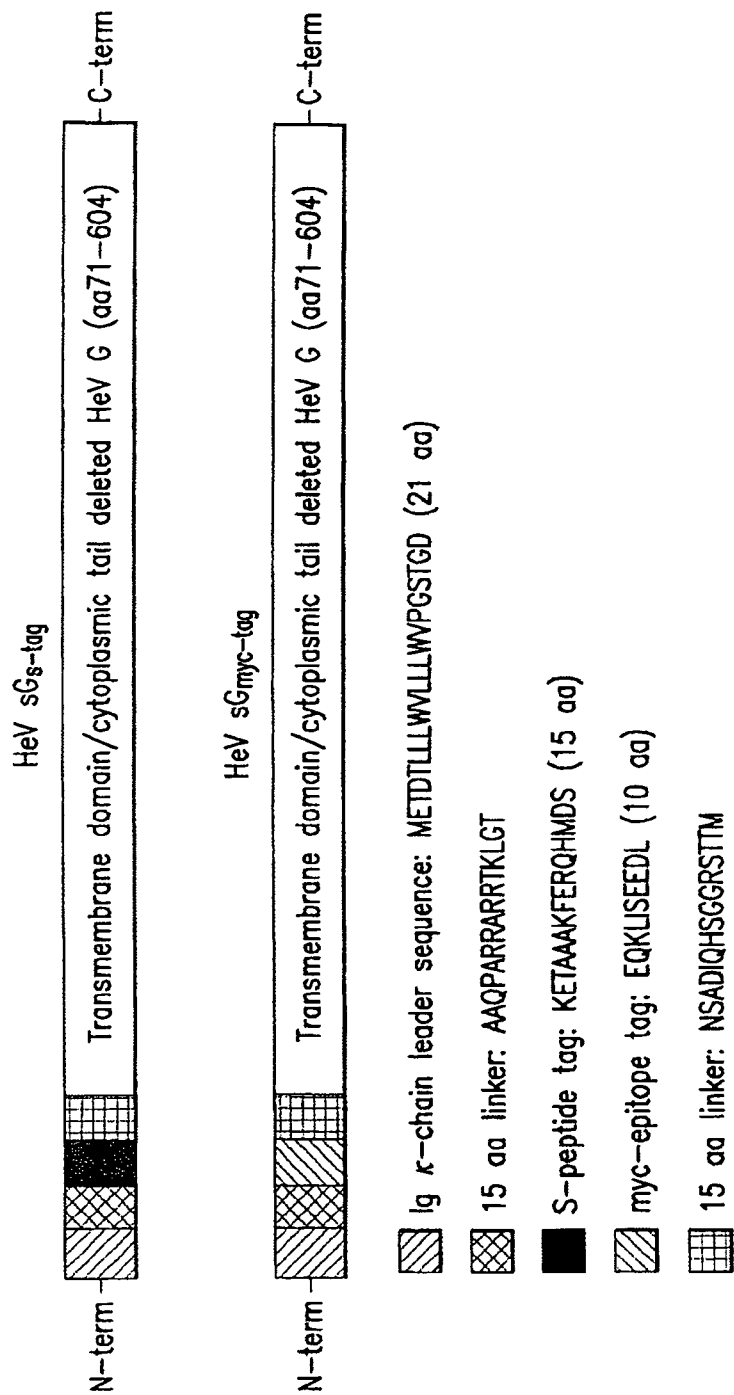 HeV sGs-tag
N-term
Transmembrane domain/cytoplasmic tail deleted HeV G (aa71-604)
C-term
HeV sGmyc-tag
N-term
Transmembrane domain/cytoplasmic tail deleted HeV G (aa71-604)
C-term
Ig κ-chain leader sequence: METDTLLLWVLLLWVPGSTGD (21 aa)
15 aa linker: AAQPARRARRTKLGT
S-peptide tag: KETAAAKFERQHMDS (15 aa)
myc-epitope tag: EQKLISEEDL (10 aa)
15 aa linker: NSADIQHSGGRSTTM